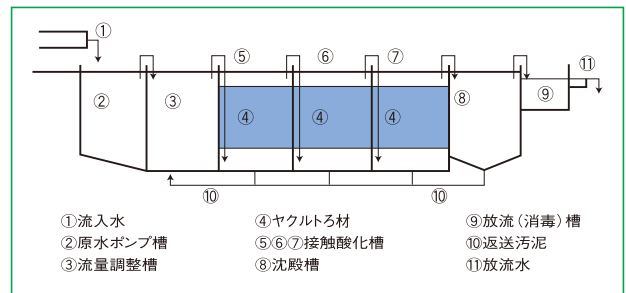 ①
⑤ ⑥ ⑦ ⑪
② ③ ④ ④ ④ ⑧ ⑨
⑩ ⑩
①流入水
②原水ポンプ槽
③流量調整槽
④ヤクルトろ材
⑤⑥⑦接触酸化槽
⑧沈殿槽
⑨放流（消毒）槽
⑩返送汚泥
⑪放流水